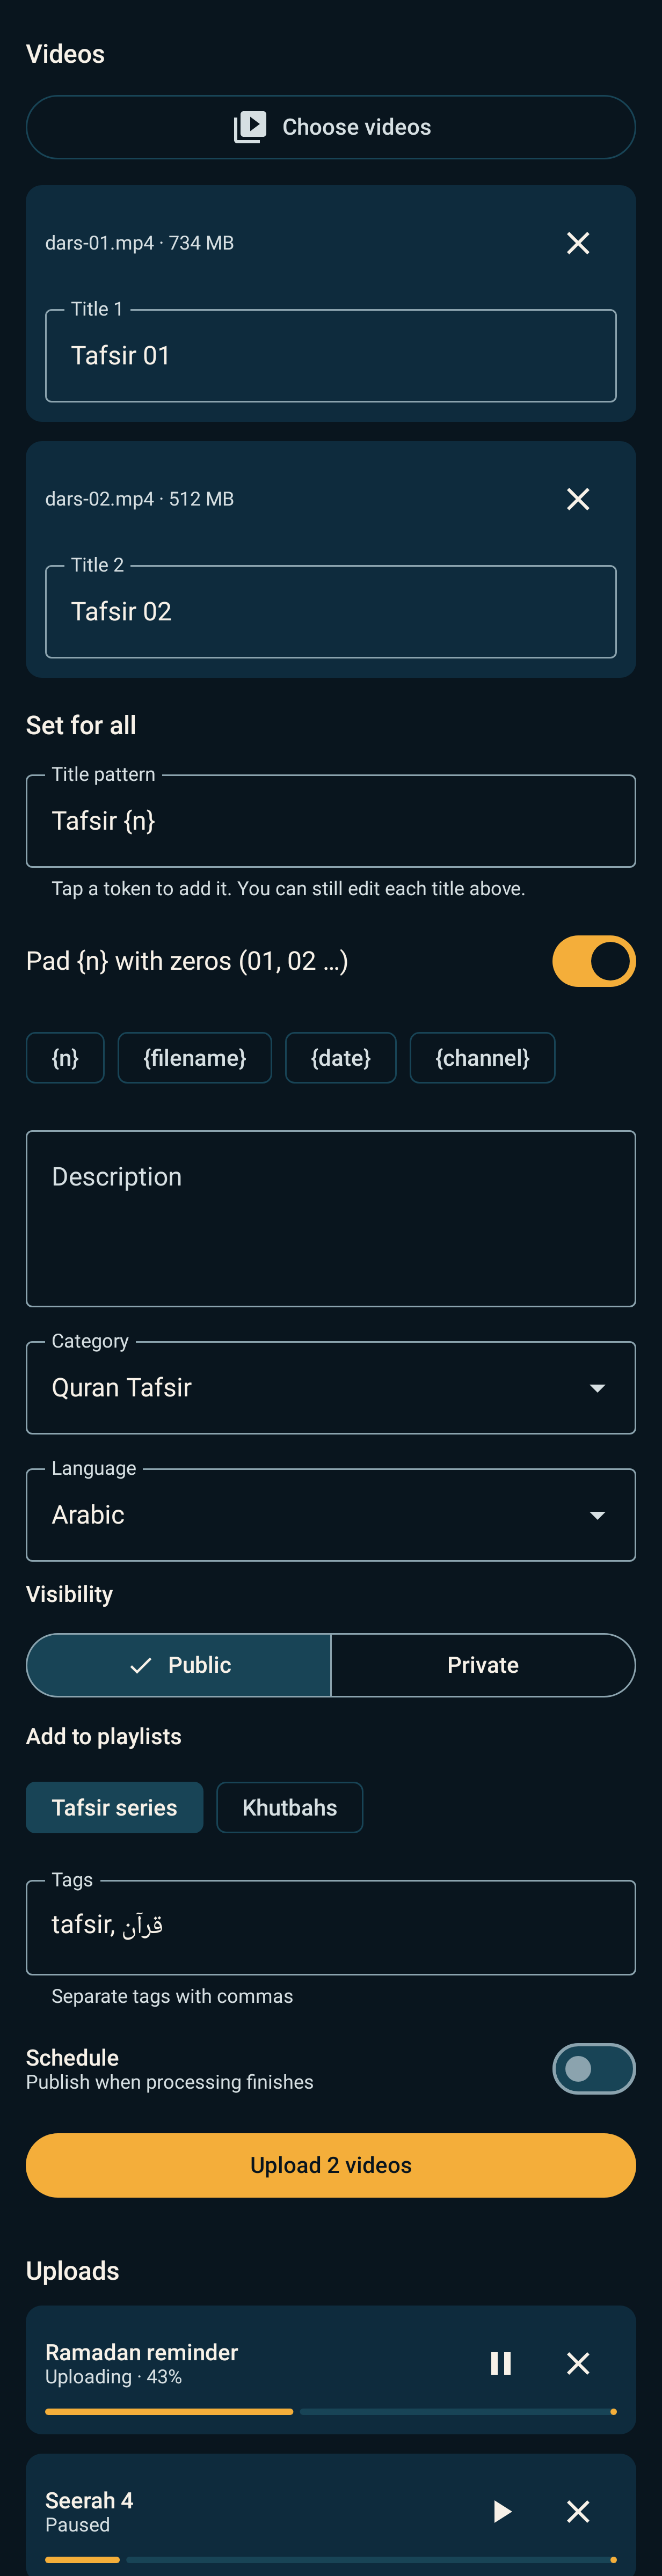 Videos
Choose videos
dars-01.mp4 · 734 MB
Title 1
Tafsir 01
dars-02.mp4 · 512 MB
Title 2
Tafsir 02
Set for all
Title pattern
Tafsir {n}
Tap a token to add it. You can still edit each title above.
Pad {n} with zeros (01, 02 …)
{n} {filename} {date} {channel}
Description
Category
Quran Tafsir
Language
Arabic
Visibility
Public Private
Add to playlists
Tafsir series Khutbahs
Tags
tafsir, قرآن
Separate tags with commas
Schedule
Publish when processing finishes
Upload 2 videos
Uploads
Ramadan reminder
Uploading · 43%
Seerah 4
Paused